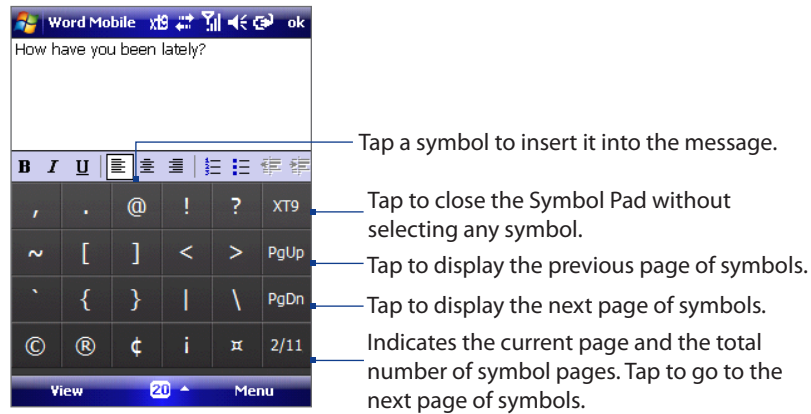 Word Mobile xt9 ok
How have you been lately?
Tap a symbol to insert it into the message.
B I U
, . @ ! ? XT9
Tap to close the Symbol Pad without
selecting any symbol.
~ [ ] < > PgUp
Tap to display the previous page of symbols.
` { } | \ PgDn
Tap to display the next page of symbols.
© ® ¢ ¡ ¤ 2/11
Indicates the current page and the total
number of symbol pages. Tap to go to the
next page of symbols.
View 20 Menu